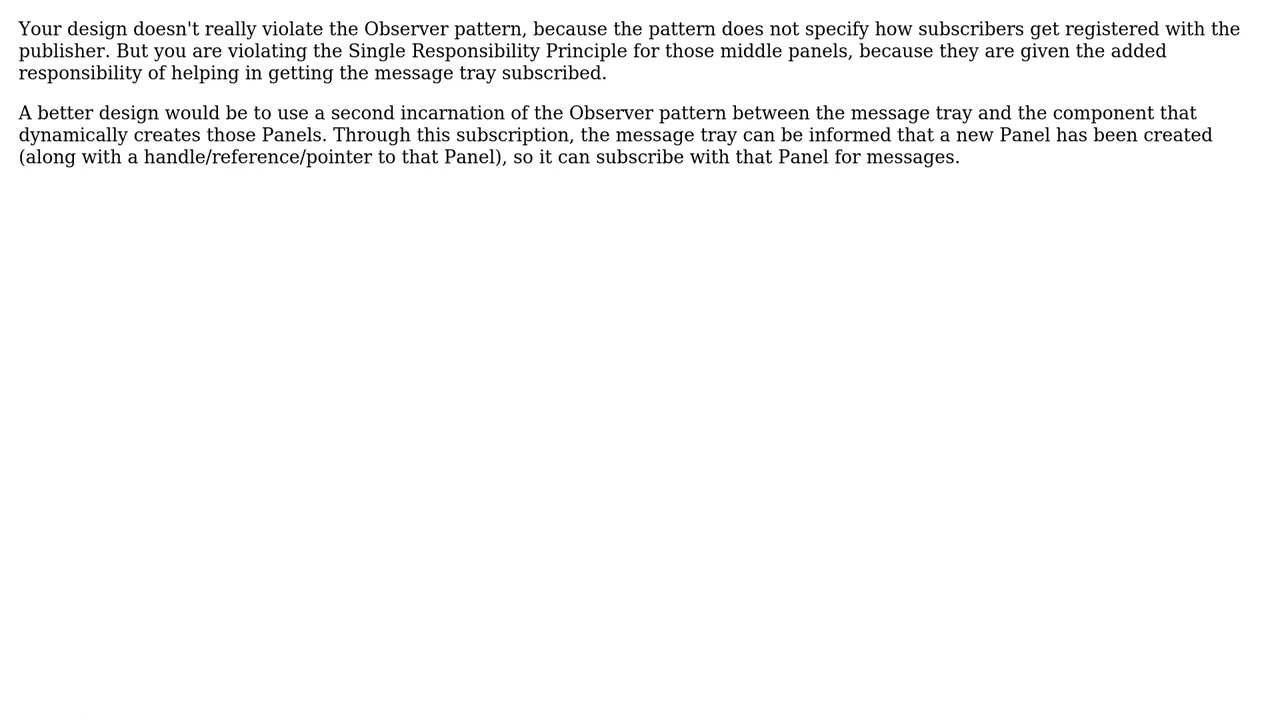 Your design doesn't really violate the Observer pattern, because the pattern does not specify how subscribers get registered with the
publisher. But you are violating the Single Responsibility Principle for those middle panels, because they are given the added
responsibility of helping in getting the message tray subscribed.
A better design would be to use a second incarnation of the Observer pattern between the message tray and the component that
dynamically creates those Panels. Through this subscription, the message tray can be informed that a new Panel has been created
(along with a handle/reference/pointer to that Panel), so it can subscribe with that Panel for messages.